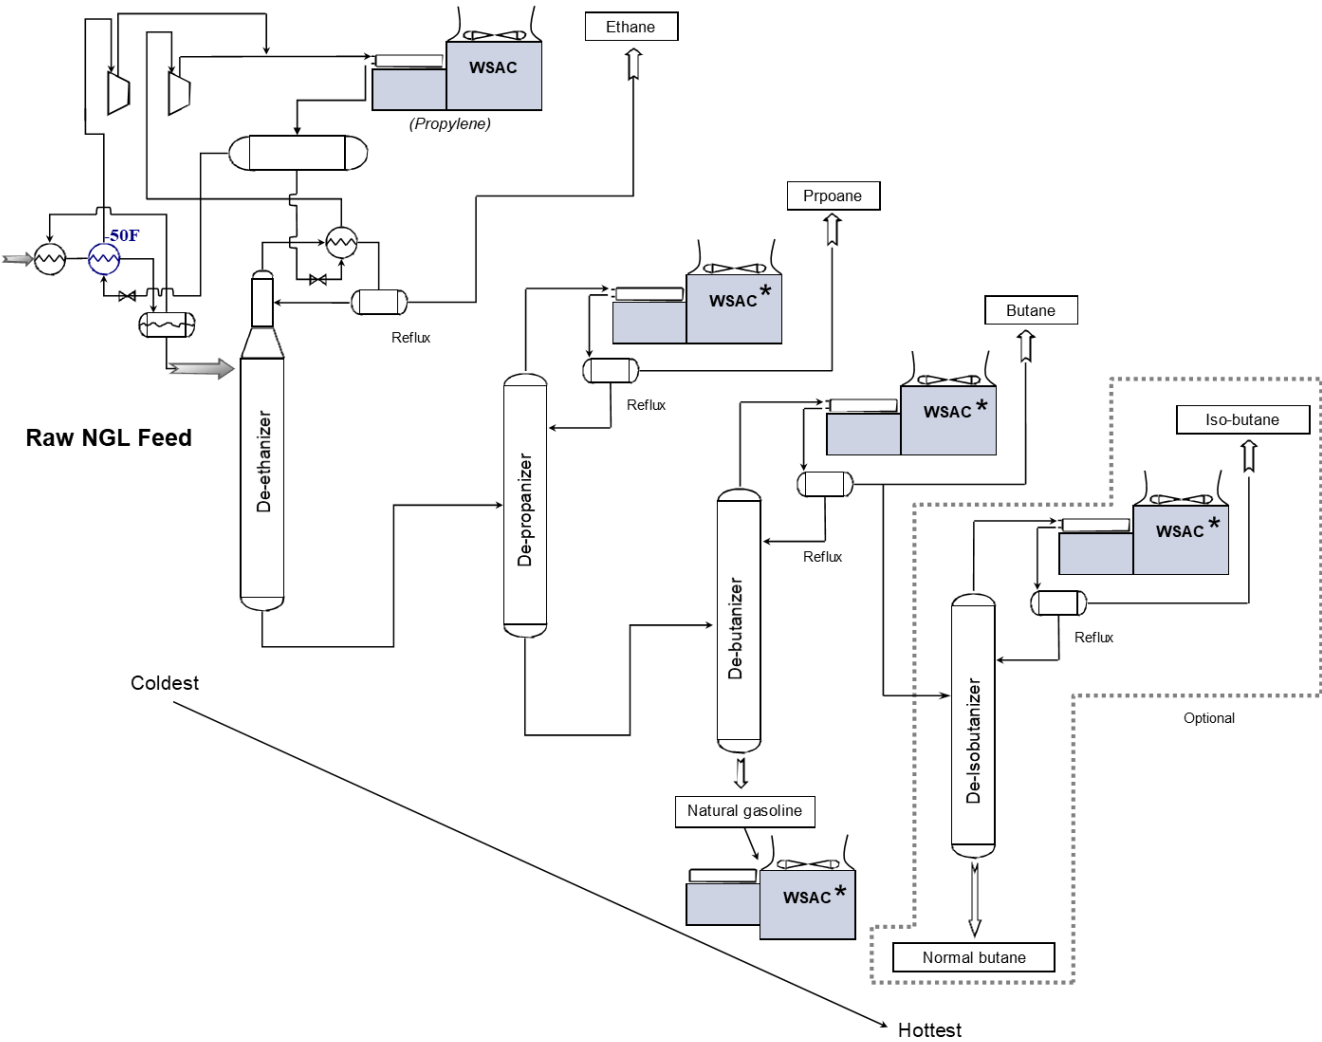 Ethane
WSAC
(Propylene)
Prpoane
-50F
WSAC*
Reflux
Butane
WSAC*
Reflux
Iso-butane
Raw NGL Feed
De-ethanizer
De-propanizer
WSAC*
Reflux
De-butanizer
Reflux
Coldest
De-Isobutanizer
Optional
Natural gasoline
WSAC*
Normal butane
Hottest